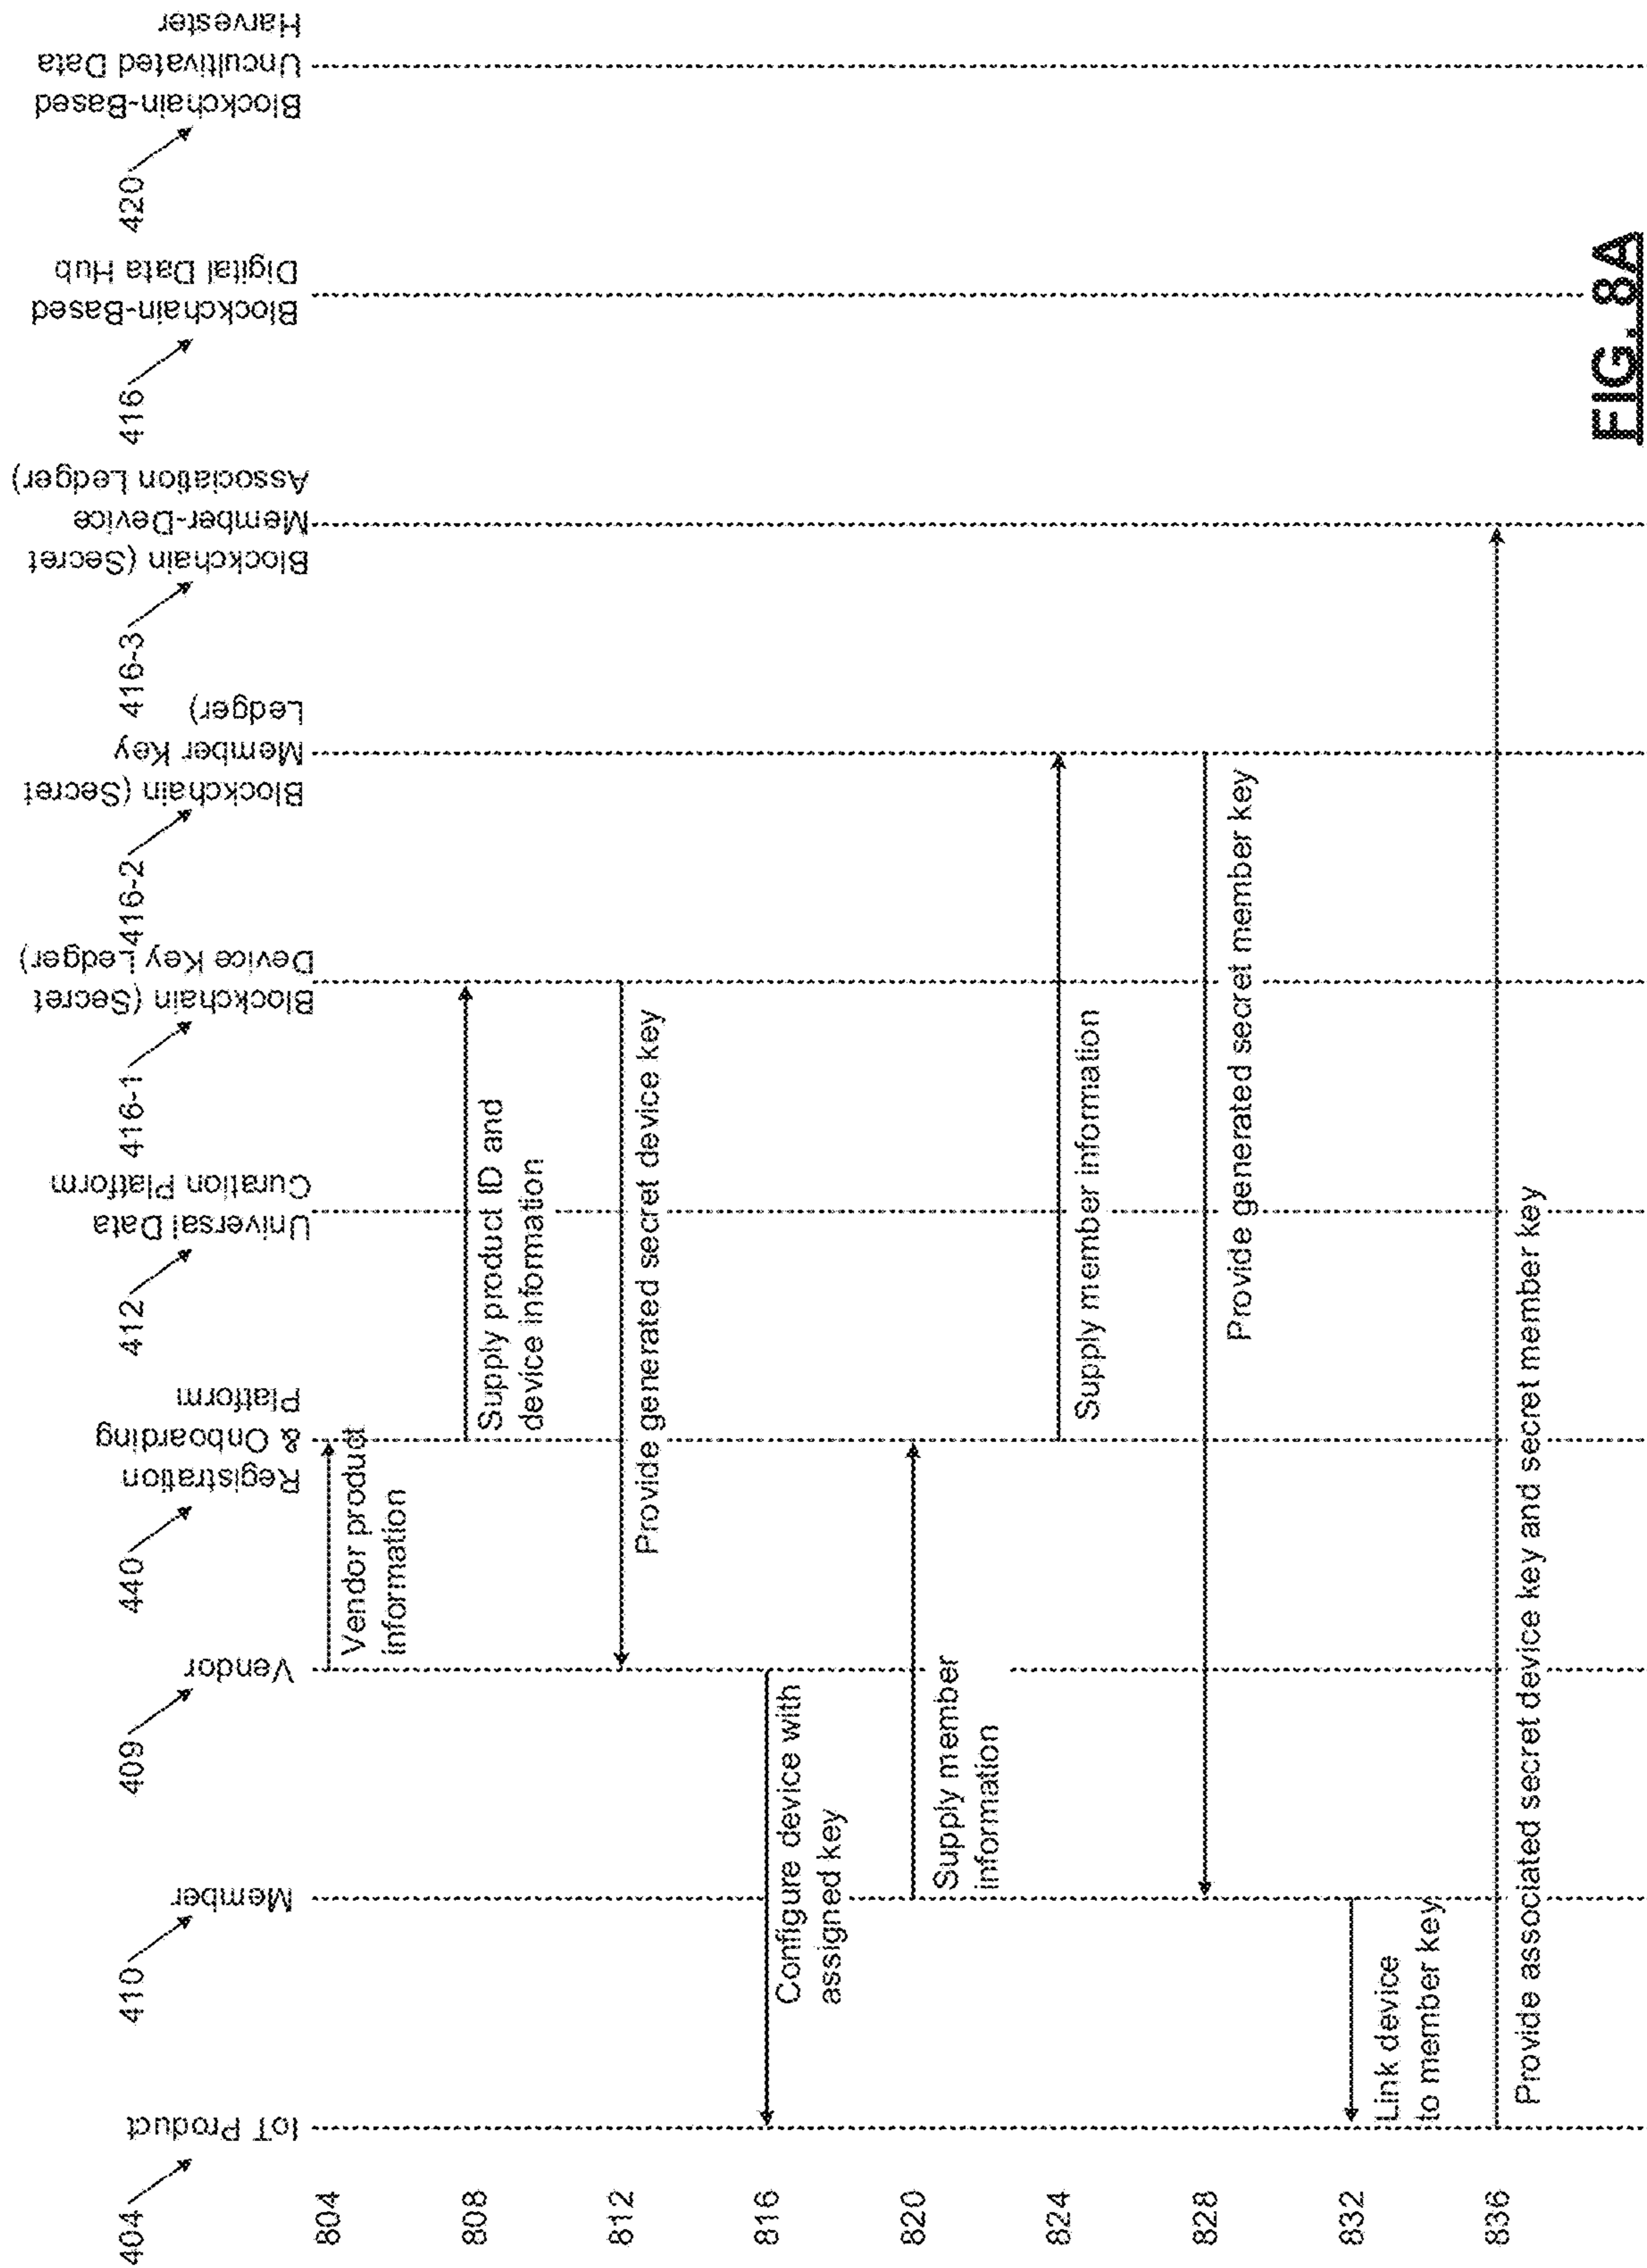 404
IoT Product
410
Member
409
Vendor
440
Registration
& Onboarding
Platform
412
Universal Data
Curation Platform
416-1
Blockchain (Secret
Device Key Ledger)
416-2
Blockchain (Secret
Member Key
Ledger)
416-3
Blockchain (Secret
Member-Device
Association Ledger)
416
Blockchain-Based
Digital Data Hub
420
Blockchain-Based
Uncultivated Data
Harvester
804
Vendor product
information
808
Supply product ID and
device information
812
Provide generated secret device key
816
Configure device with
assigned key
820
Supply member
information
824
Supply member information
828
Provide generated secret member key
832
Link device
to member key
836
Provide associated secret device key and secret member key
FIG. 8A